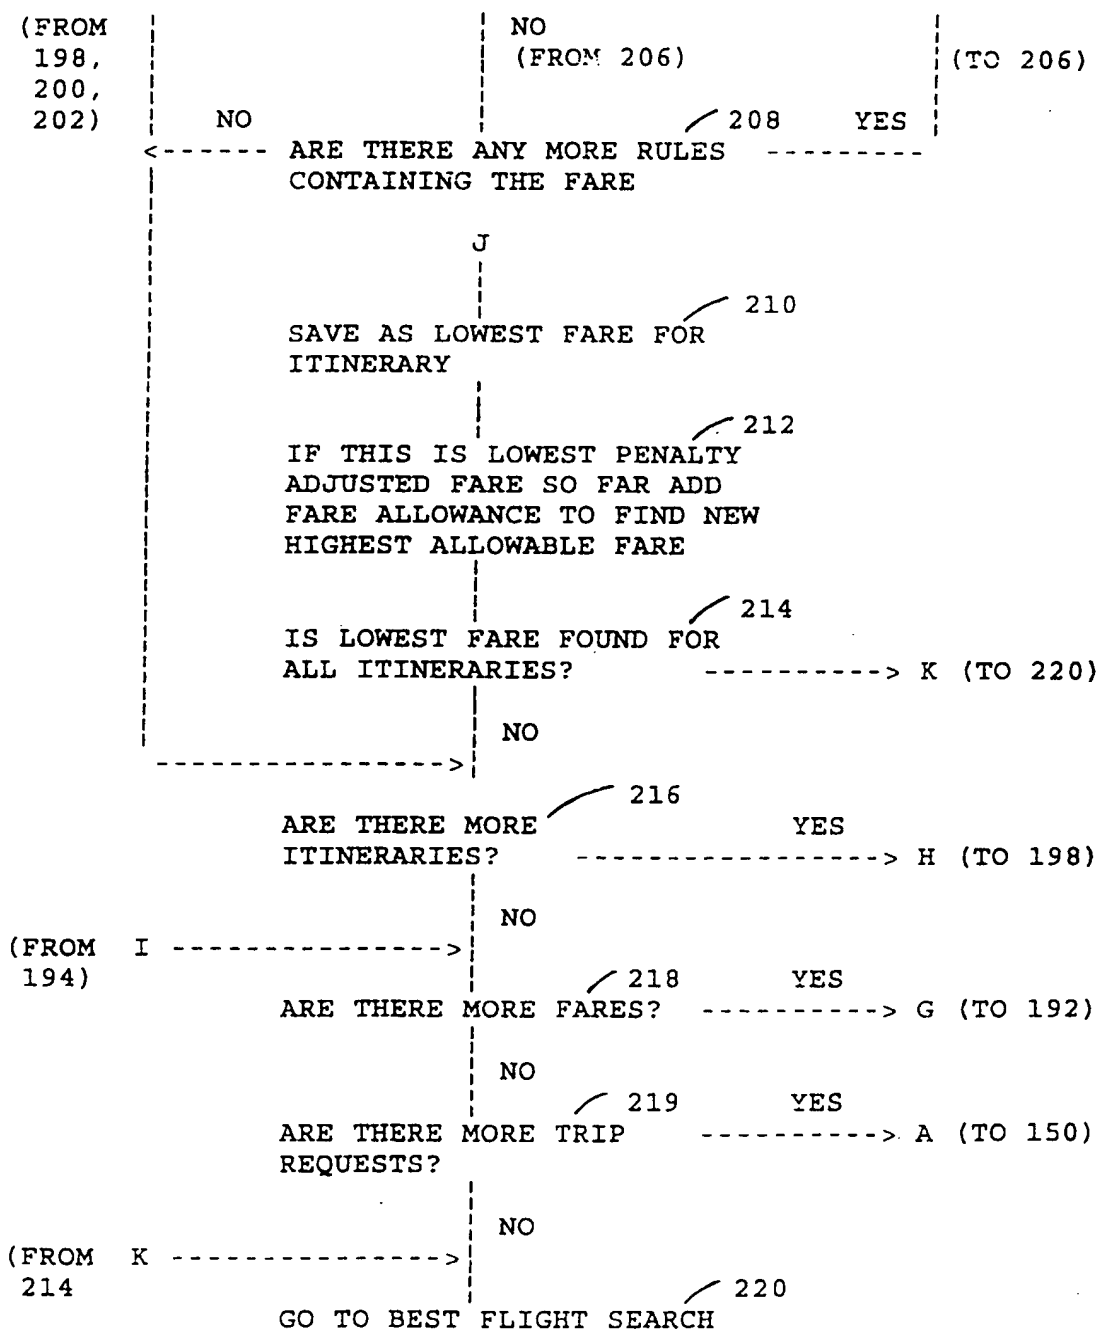 (FROM NO
198, (FROM 206) (TO 206)
200,
202) NO 208 YES
<------ ARE THERE ANY MORE RULES ---------
CONTAINING THE FARE
J
210
SAVE AS LOWEST FARE FOR
ITINERARY
212
IF THIS IS LOWEST PENALTY
ADJUSTED FARE SO FAR ADD
FARE ALLOWANCE TO FIND NEW
HIGHEST ALLOWABLE FARE
214
IS LOWEST FARE FOUND FOR
ALL ITINERARIES? ----------> K (TO 220)
NO
---------------->
216
ARE THERE MORE YES
ITINERARIES? -----------------> H (TO 198)
NO
(FROM I --------------->
194) 218 YES
ARE THERE MORE FARES? ----------> G (TO 192)
NO
219 YES
ARE THERE MORE TRIP ----------> A (TO 150)
REQUESTS?
NO
(FROM K --------------->
214 220
GO TO BEST FLIGHT SEARCH